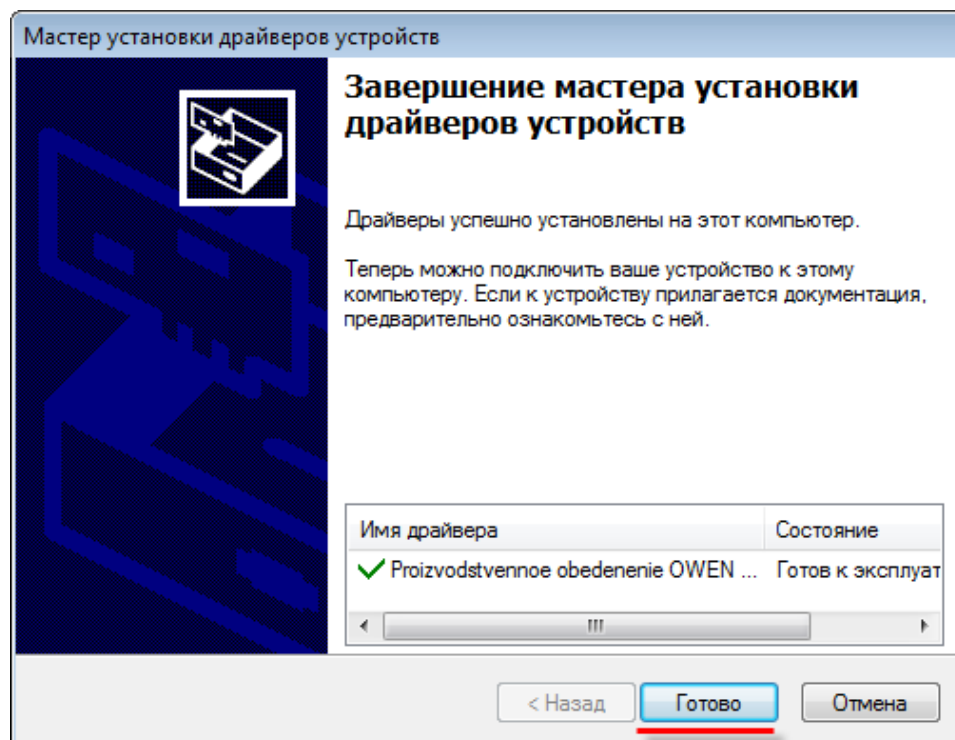 Мастер установки драйверов устройств
Завершение мастера установки
драйверов устройств
Драйверы успешно установлены на этот компьютер.
Теперь можно подключить ваше устройство к этому
компьютеру. Если к устройству прилагается документация,
предварительно ознакомьтесь с ней.
Имя драйвера Состояние
Proizvodstvennoe obedenenie OWEN ... Готов к эксплуат
< Назад Готово Отмена